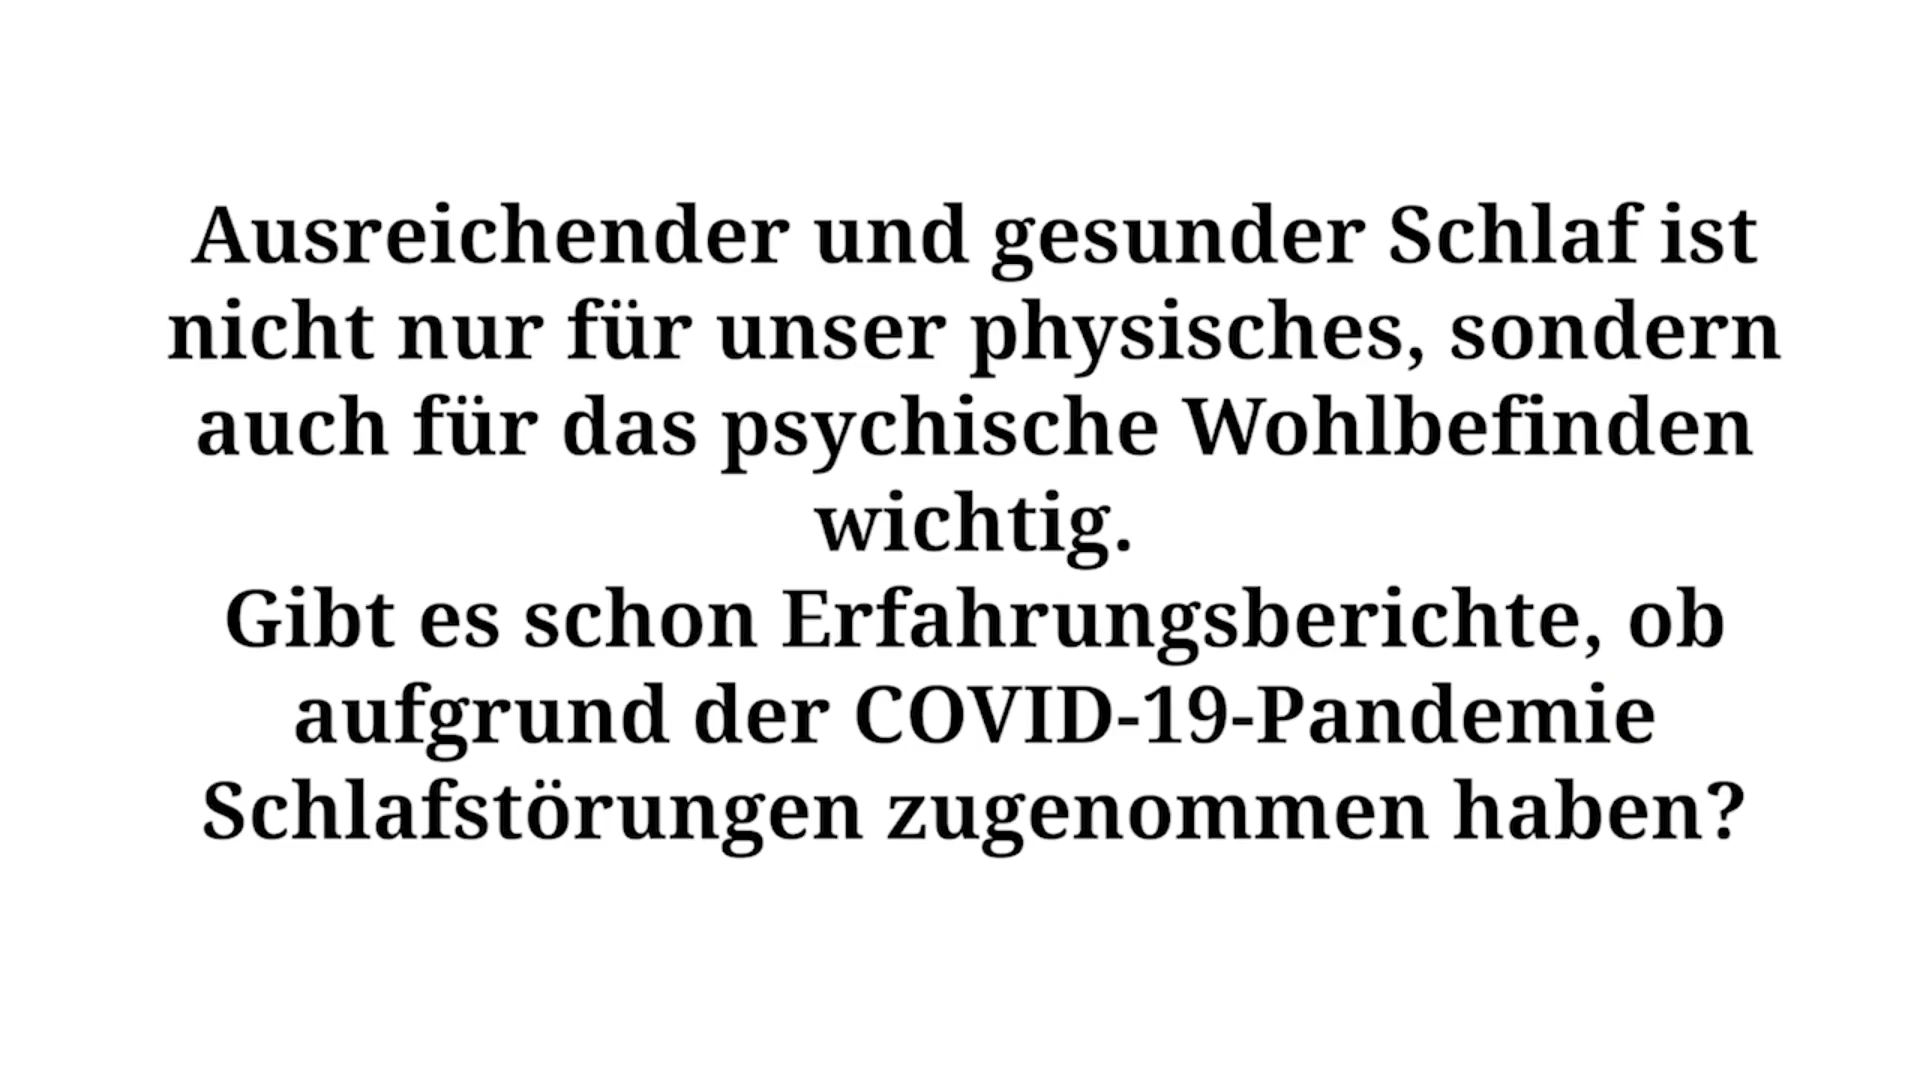 Ausreichender und gesunder Schlaf ist
nicht nur für unser physisches, sondern
auch für das psychische Wohlbefinden
wichtig.
Gibt es schon Erfahrungsberichte, ob
aufgrund der COVID-19-Pandemie
Schlafstörungen zugenommen haben?